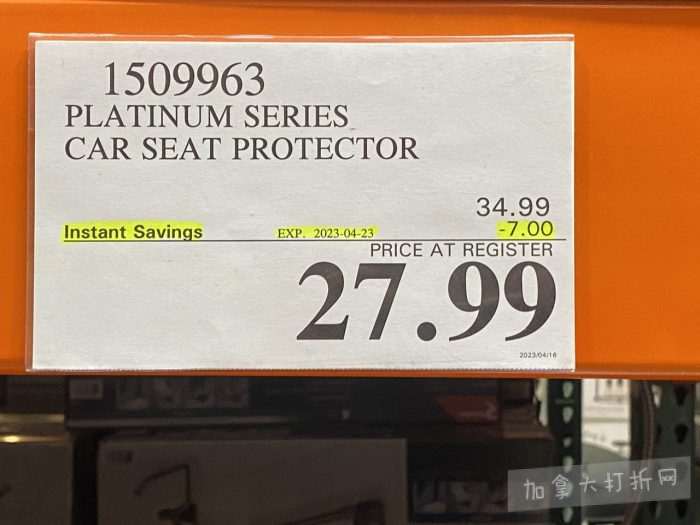 1509963
PLATINUM SERIES
CAR SEAT PROTECTOR
34.99
Instant Savings EXP. 2023-04-23 -7.00
PRICE AT REGISTER
27.99
2023/04/16
加拿大打折网